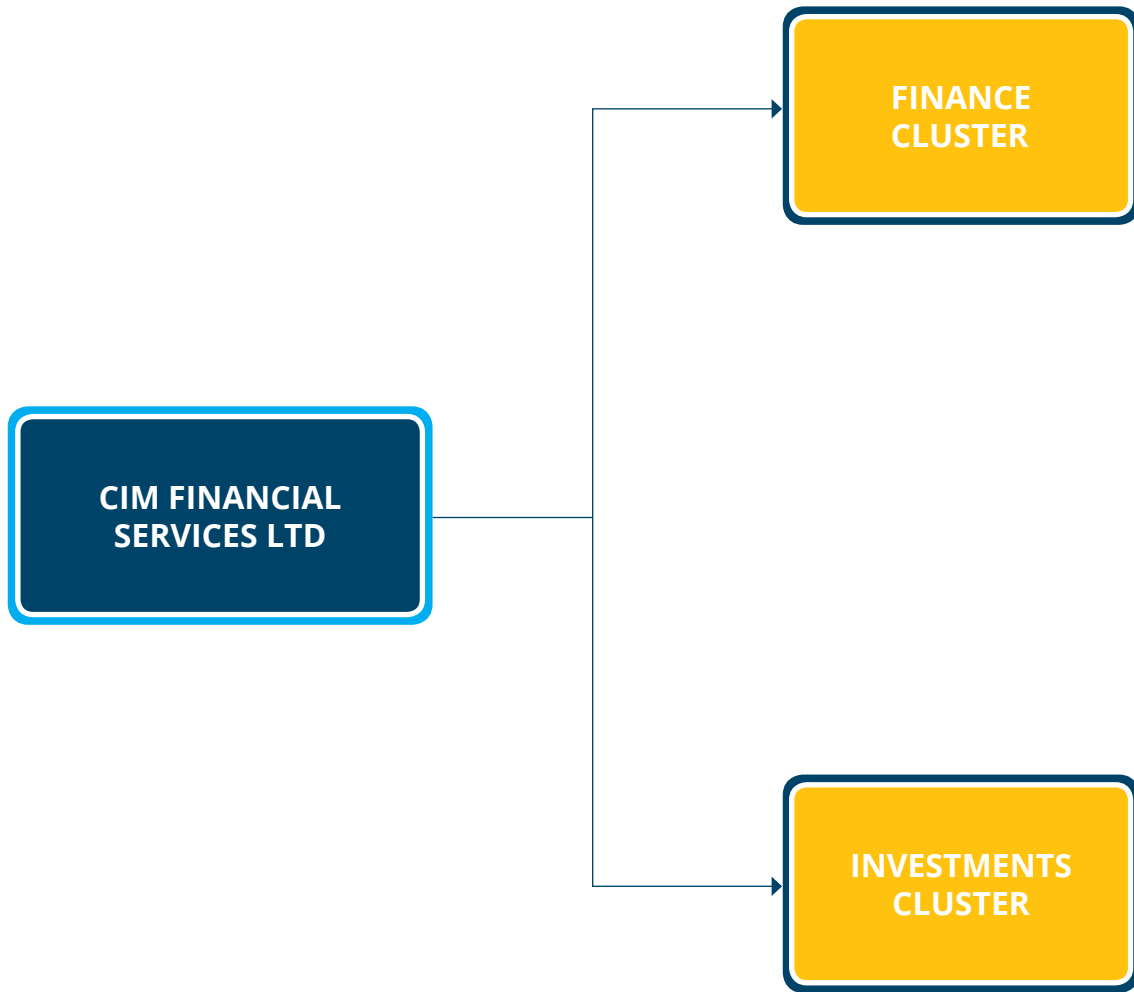 FINANCE
CLUSTER
CIM FINANCIAL
SERVICES LTD
INVESTMENTS
CLUSTER